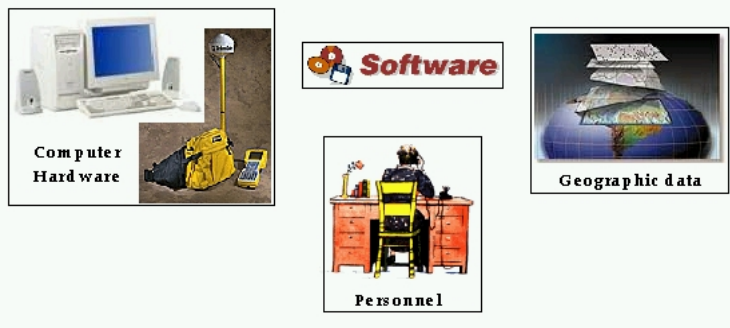 Computer
Hardware
Software
Geographic data
Personnel